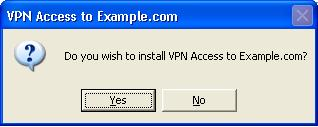 VPN Access to Example.com
Do you wish to install VPN Access to Example.com?
Yes No